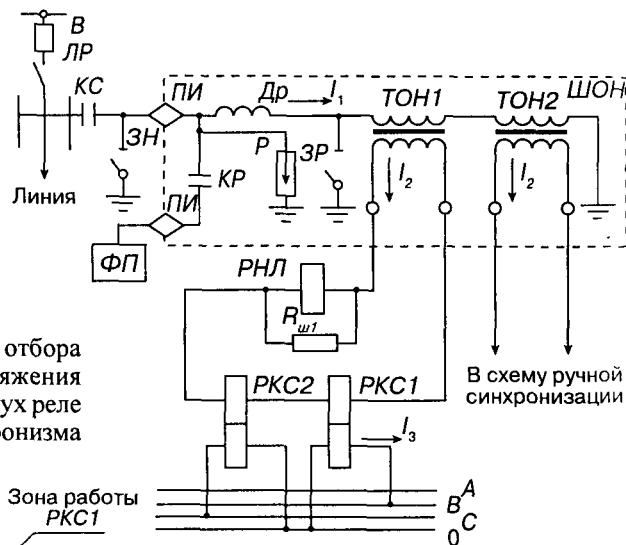 В
ЛР
КС
ПИ
Др
I₁
ТОН1
ТОН2
ШОН
ЗН
Р
ЗР
КР
I₂
I₂
Линия
ПИ
ФП
РНЛ
Rш1
отбора
яжения
ух реле
онизма
РКС2
РКС1
В схему ручной
синхронизации
I₃
Зона работы
РКС1
А
В
С
0